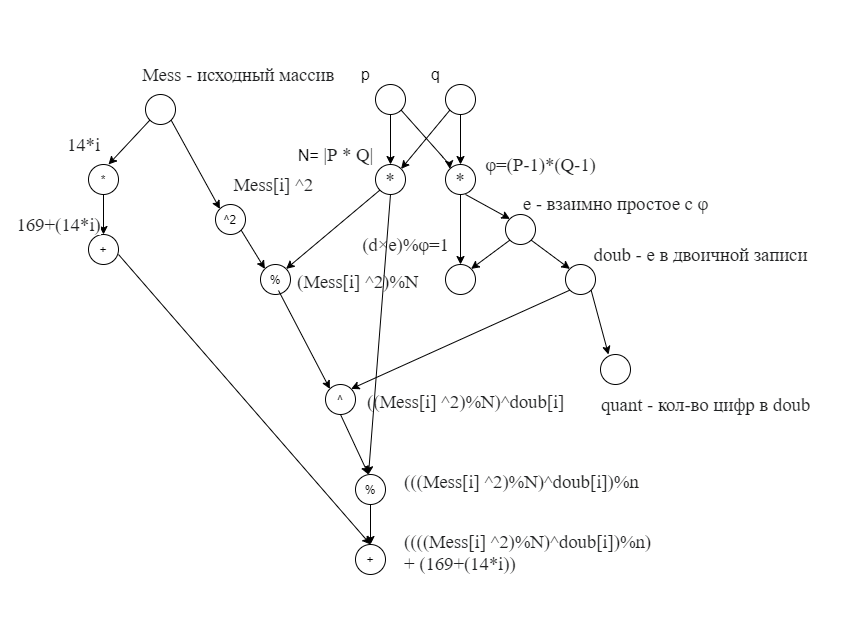 Mess - исходный массив
p
q
14*i
*
N= |P * Q|
*
*
φ=(P-1)*(Q-1)
Mess[i] ^2
169+(14*i)
^2
e - взаимно простое с φ
+
(d×e)%φ=1
doub - e в двоичной записи
%
(Mess[i] ^2)%N
^
((Mess[i] ^2)%N)^doub[i]
quant - кол-во цифр в doub
%
(((Mess[i] ^2)%N)^doub[i])%n
+
((((Mess[i] ^2)%N)^doub[i])%n)
+ (169+(14*i))